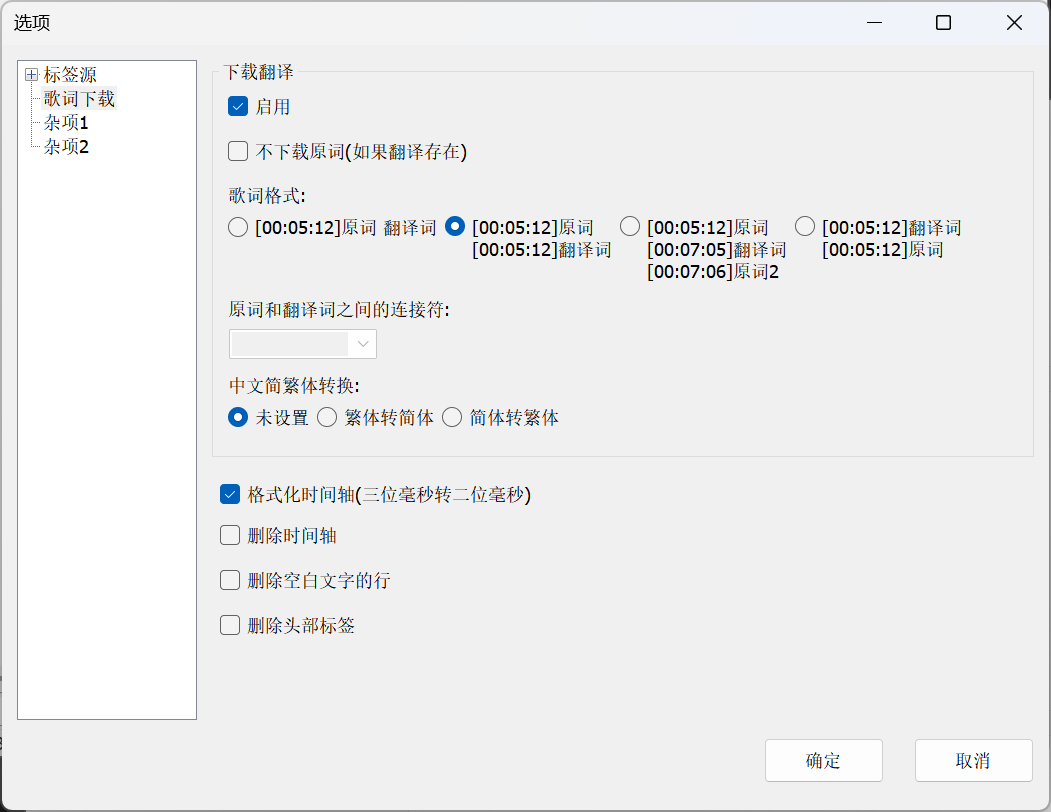 选项
标签源
歌词下载
杂项1
杂项2
下载翻译
启用
不下载原词(如果翻译存在)
歌词格式:
[00:05:12]原词 翻译词
[00:05:12]原词
[00:05:12]翻译词
[00:05:12]原词
[00:07:05]翻译词
[00:07:06]原词2
[00:05:12]翻译词
[00:05:12]原词
原词和翻译词之间的连接符:
中文简繁体转换:
未设置 繁体转简体 简体转繁体
格式化时间轴(三位毫秒转二位毫秒)
删除时间轴
删除空白文字的行
删除头部标签
确定 取消